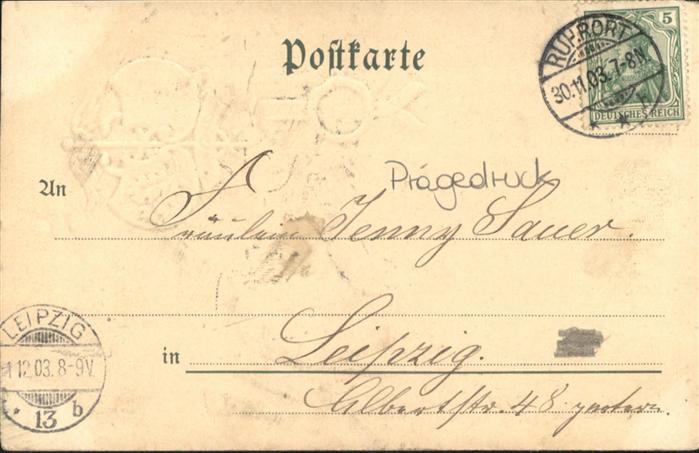 Postkarte
5
DEUTSCHES REICH
RUHRORT
30.11.03.7-8N.
Prägedruck
An
Fräulein Jenny Sauer.
in Leipzig.
Albertstr. 48 parterre.
LEIPZIG
1.12.03.8-9V.
13 b